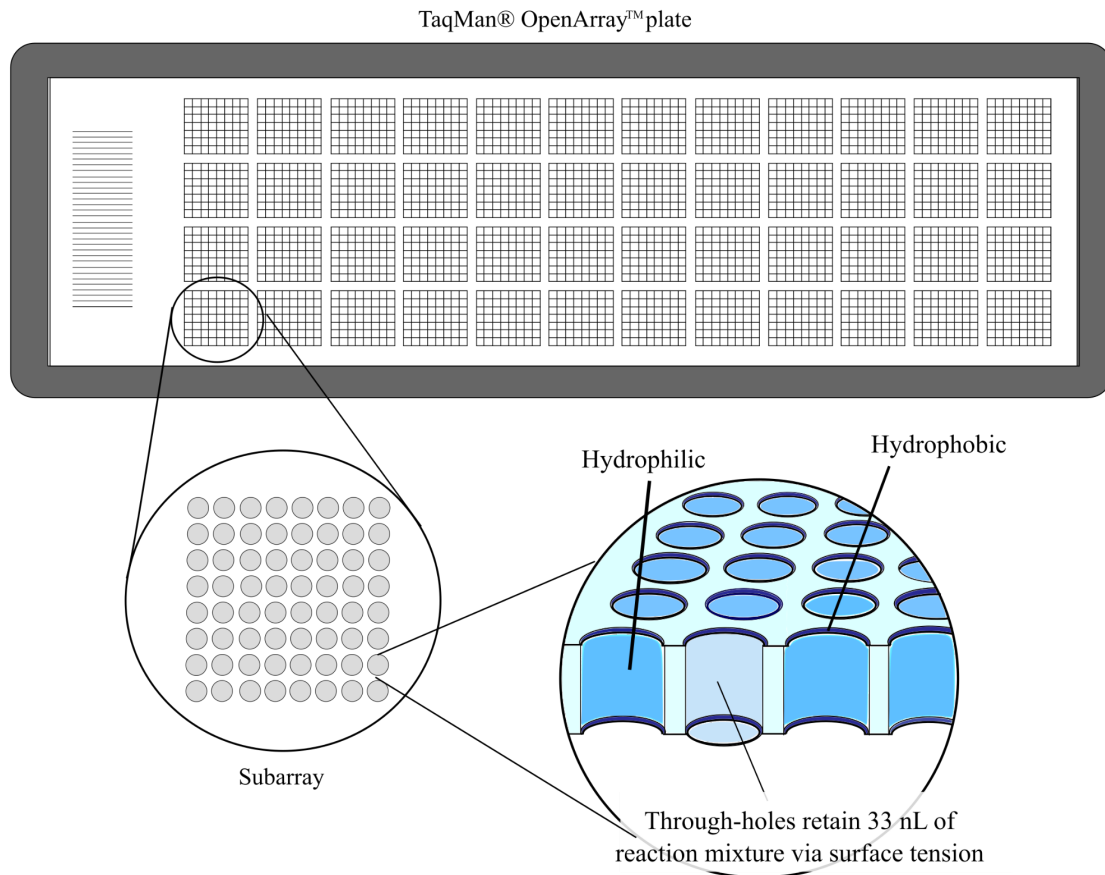 TaqMan® OpenArray™ plate
Hydrophilic
Hydrophobic
Subarray
Through-holes retain 33 nL of
reaction mixture via surface tension